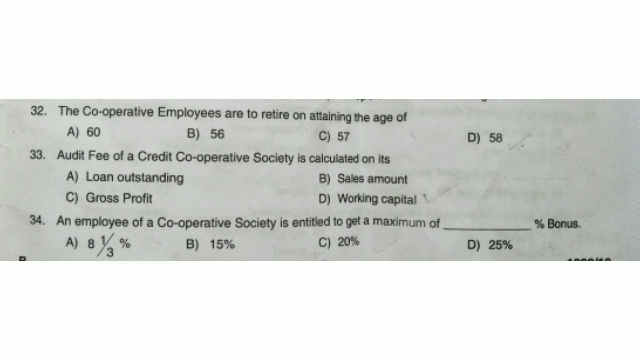 32. The Co-operative Employees are to retire on attaining the age of
A) 60 B) 56 C) 57 D) 58
33. Audit Fee of a Credit Co-operative Society is calculated on its
A) Loan outstanding B) Sales amount
C) Gross Profit D) Working capital
34. An employee of a Co-operative Society is entitled to get a maximum of ____________ % Bonus.
A) 8 1/3 % B) 15% C) 20% D) 25%